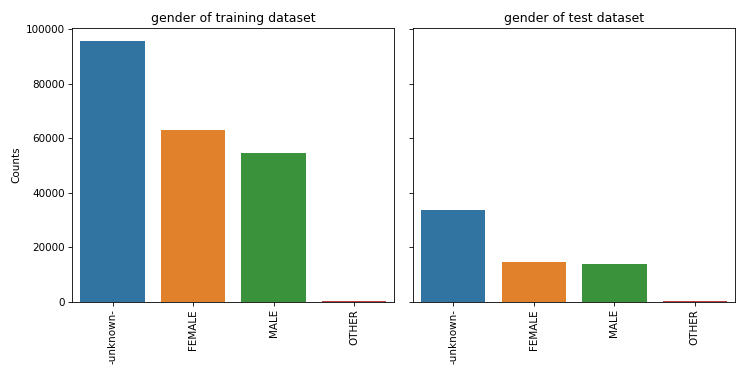 gender of training dataset
gender of test dataset
100000
80000
60000
40000
20000
0
Counts
-unknown-
FEMALE
MALE
OTHER
-unknown-
FEMALE
MALE
OTHER